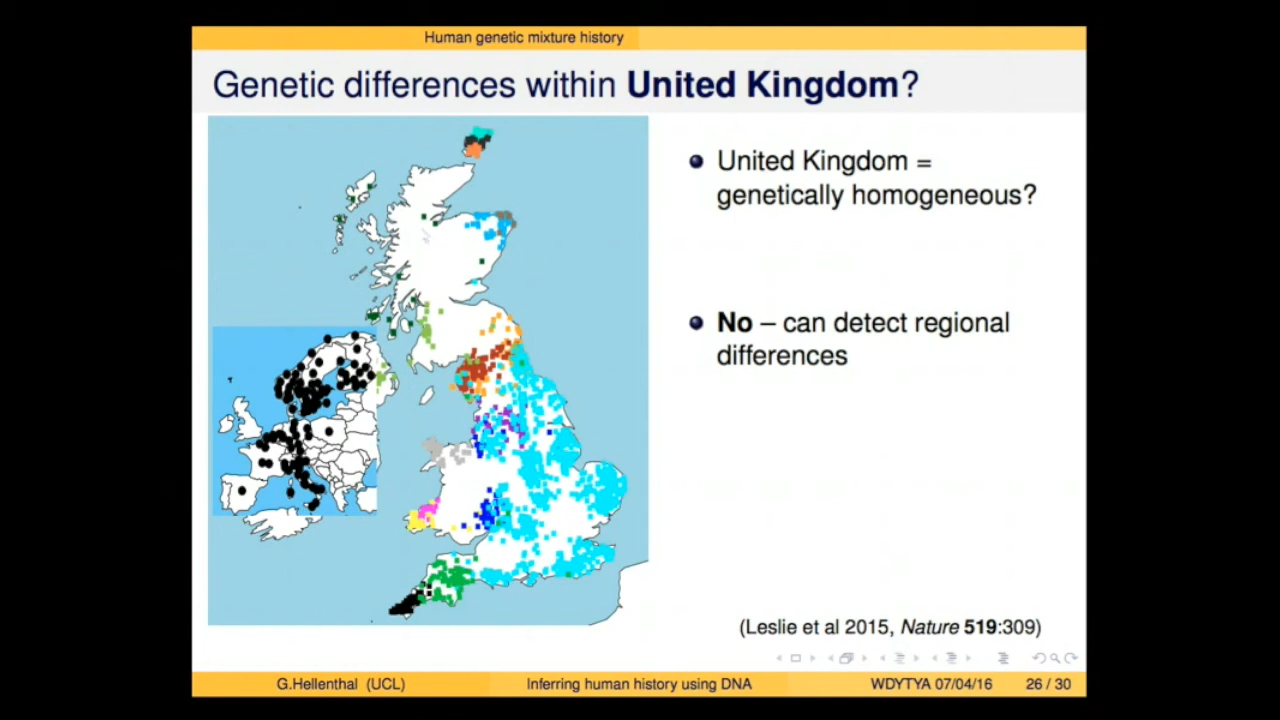 Human genetic mixture history
Genetic differences within United Kingdom?
United Kingdom =
genetically homogeneous?
No – can detect regional
differences
(Leslie et al 2015, Nature 519:309)
G.Hellenthal (UCL)
Inferring human history using DNA
WDYTYA 07/04/16
26 / 30